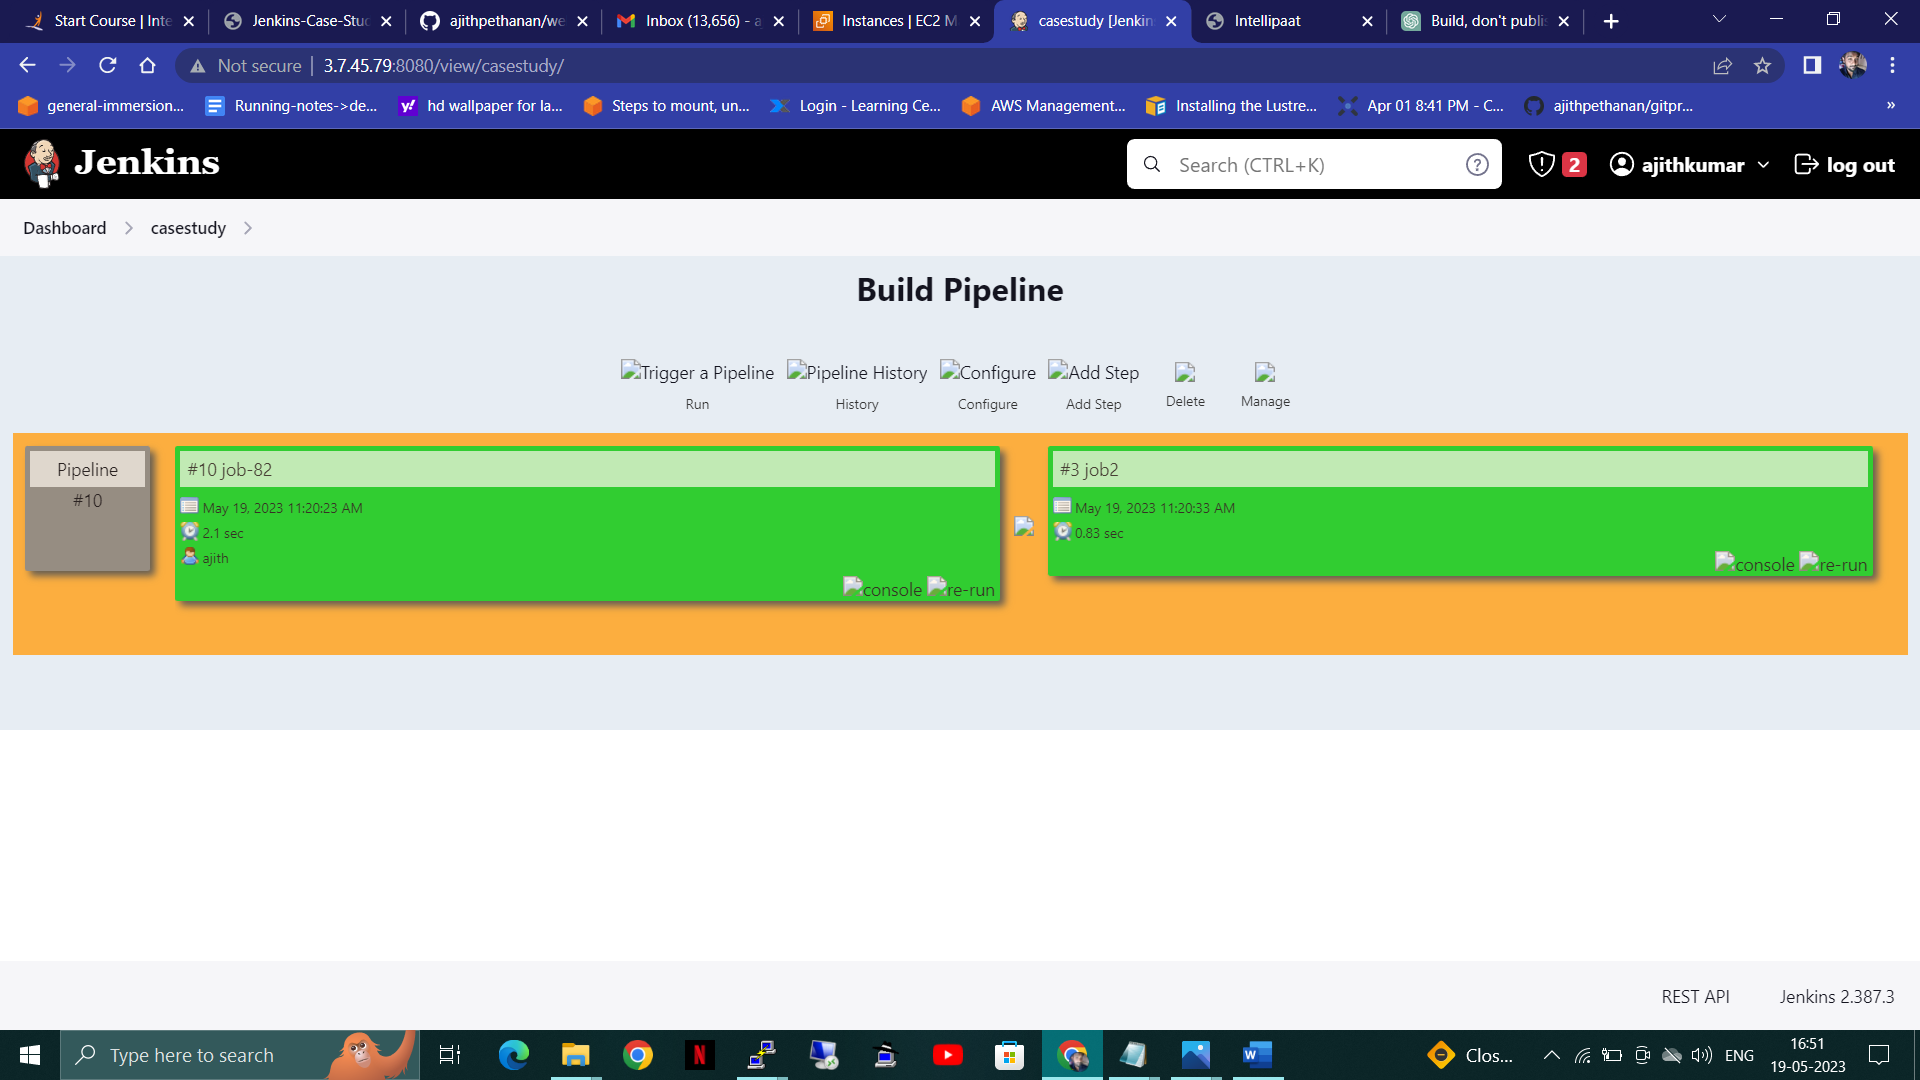 Start Course | Inte
Jenkins-Case-Stud
ajithpethanan/we
Inbox (13,656) - a
Instances | EC2 M
casestudy [Jenkin
Intellipaat
Build, don't publis
Not secure
3.7.45.79:8080/view/casestudy/
general-immersion...
Running-notes->de...
hd wallpaper for la...
Steps to mount, un...
Login - Learning Ce...
AWS Management...
Installing the Lustre...
Apr 01 8:41 PM - C...
ajithpethanan/gitpr...
»
Jenkins
Search (CTRL+K)
2
ajithkumar
log out
Dashboard
casestudy
Build Pipeline
Trigger a Pipeline
Pipeline History
Configure
Add Step
Run
History
Configure
Add Step
Delete
Manage
Pipeline
#10
#10 job-82
May 19, 2023 11:20:23 AM
2.1 sec
ajith
console
re-run
#3 job2
May 19, 2023 11:20:33 AM
0.83 sec
console
re-run
REST API
Jenkins 2.387.3
Type here to search
Clos...
ENG
16:51
19-05-2023